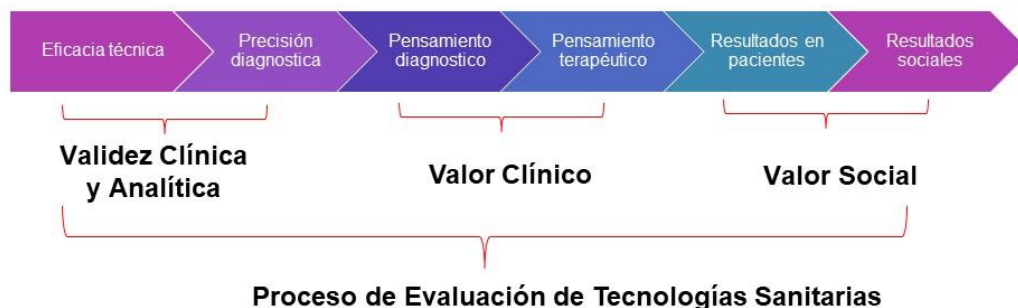 Eficacia técnica
Precisión
diagnostica
Pensamiento
diagnostico
Pensamiento
terapéutico
Resultados en
pacientes
Resultados
sociales
Validez Clínica
y Analítica
Valor Clínico
Valor Social
Proceso de Evaluación de Tecnologías Sanitarias